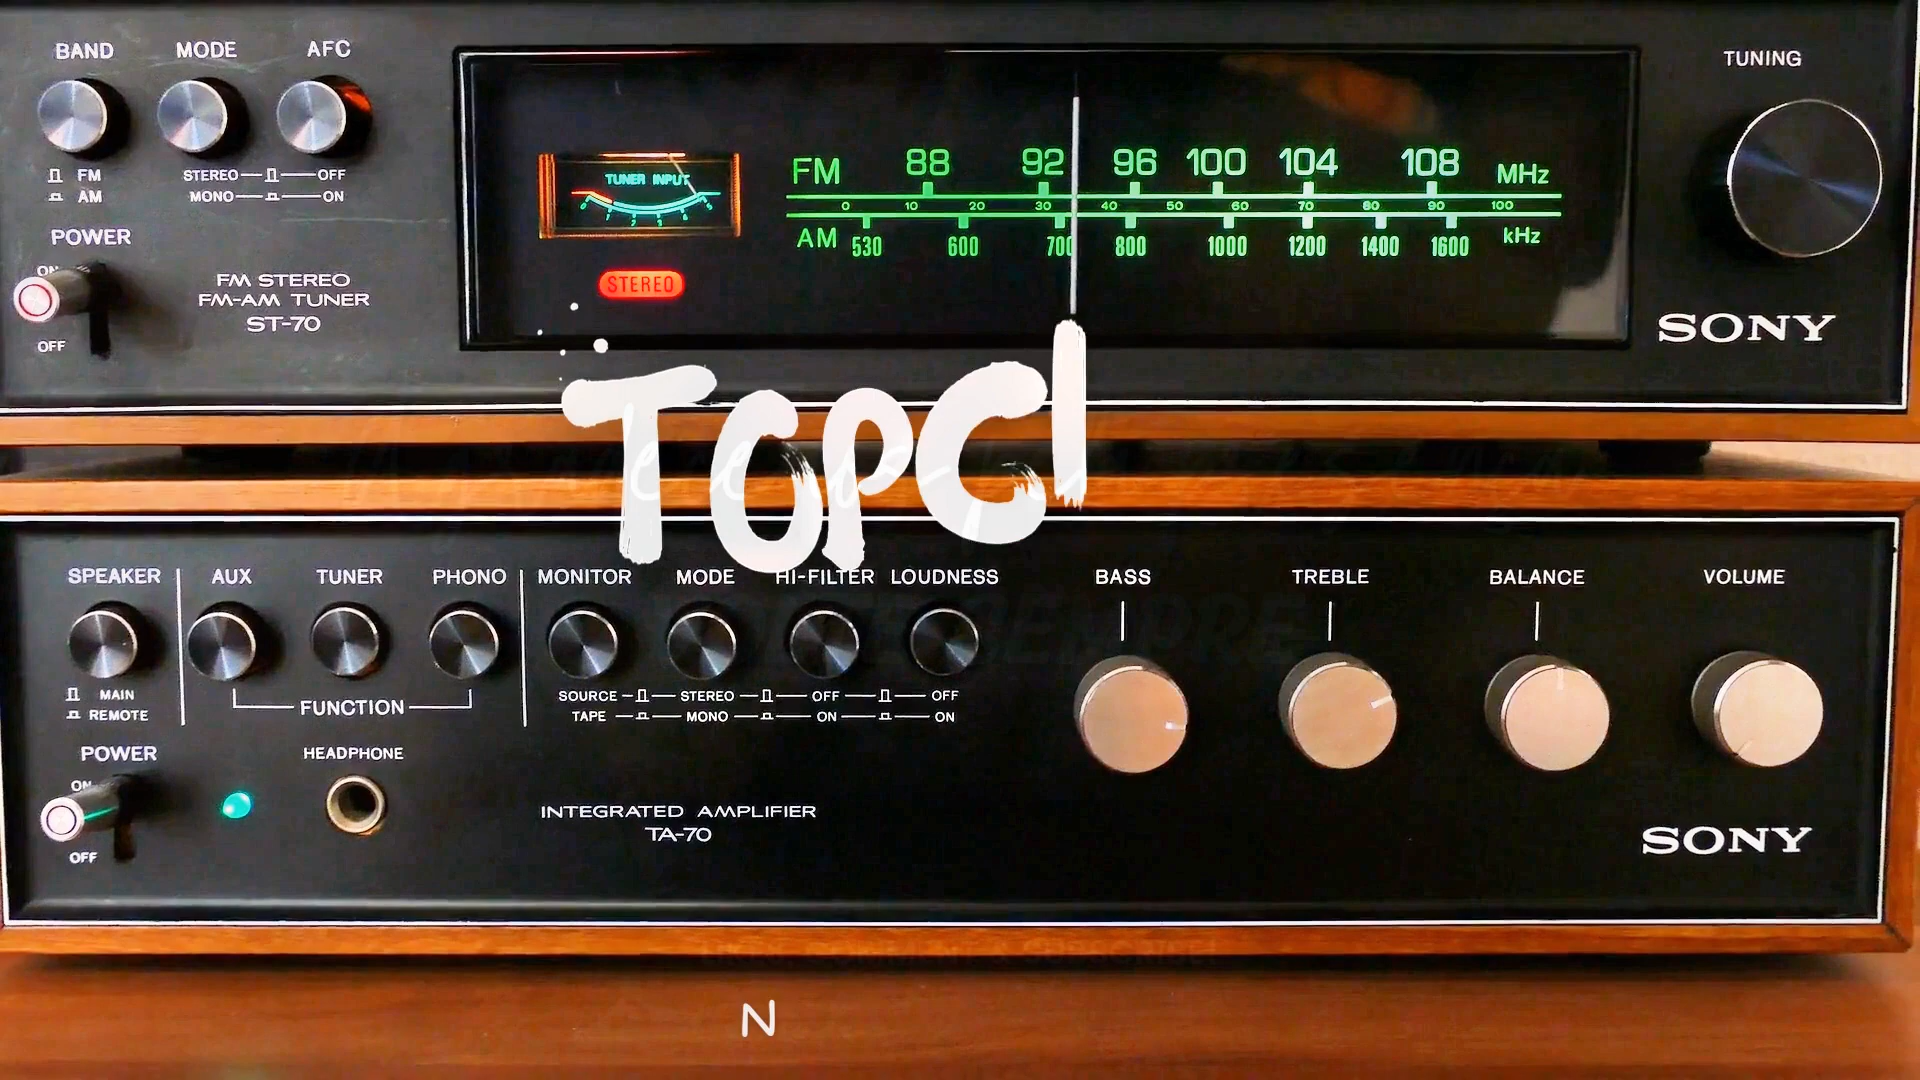 BAND MODE AFC
TUNING
FM STEREO OFF
AM MONO ON
FM 88 92 96 100 104 108 MHz
TUNER INPUT
0 10 20 30 40 50 60 70 80 90 100
AM 530 600 700 800 1000 1200 1400 1600 kHz
POWER
ON
OFF
FM STEREO
FM-AM TUNER
ST-70
STEREO
SONY
TOPCI
SPEAKER AUX TUNER PHONO MONITOR MODE HI-FILTER LOUDNESS BASS TREBLE BALANCE VOLUME
MAIN SOURCE STEREO OFF OFF
REMOTE FUNCTION TAPE MONO ON ON
POWER HEADPHONE
ON
OFF
INTEGRATED AMPLIFIER
TA-70
SONY
N